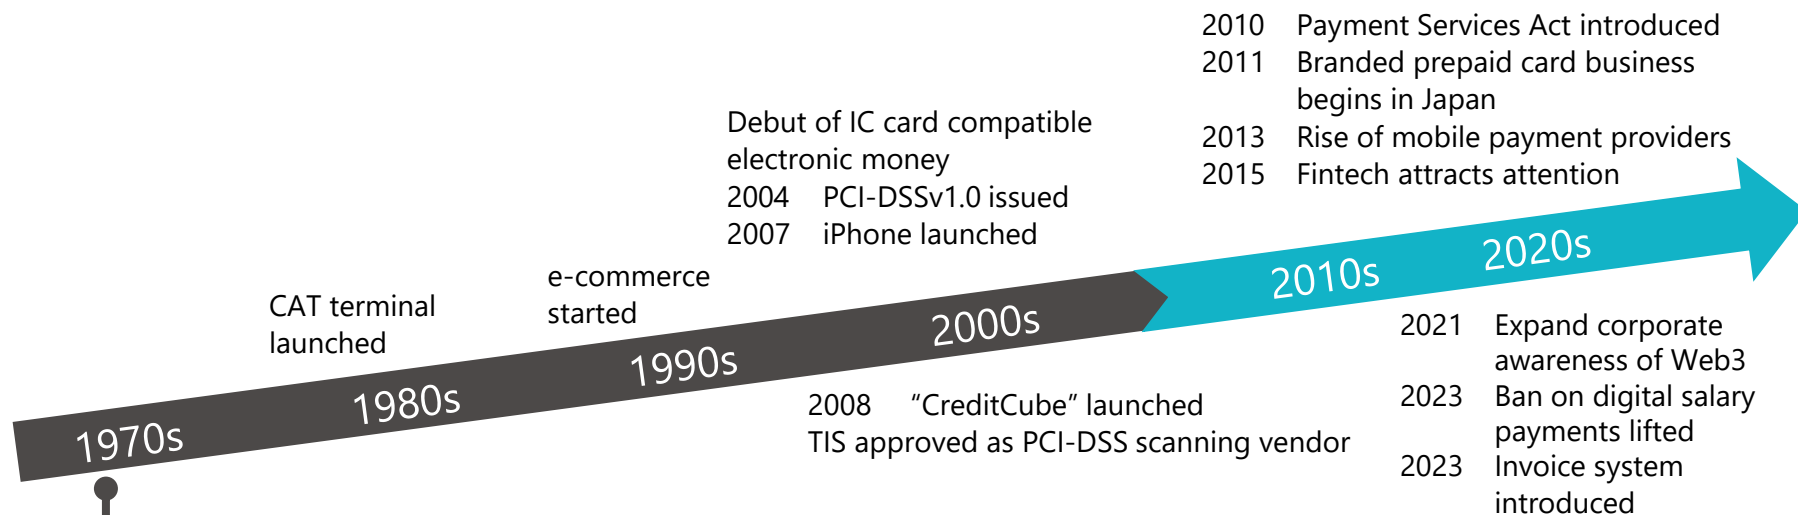 2010 Payment Services Act introduced
2011 Branded prepaid card business
begins in Japan
2013 Rise of mobile payment providers
2015 Fintech attracts attention
Debut of IC card compatible
electronic money
2004 PCI-DSSv1.0 issued
2007 iPhone launched
e-commerce
started
CAT terminal
launched
1970s
1980s
1990s
2000s
2010s
2020s
2008 “CreditCube” launched
TIS approved as PCI-DSS scanning vendor
2021 Expand corporate
awareness of Web3
2023 Ban on digital salary
payments lifted
2023 Invoice system
introduced